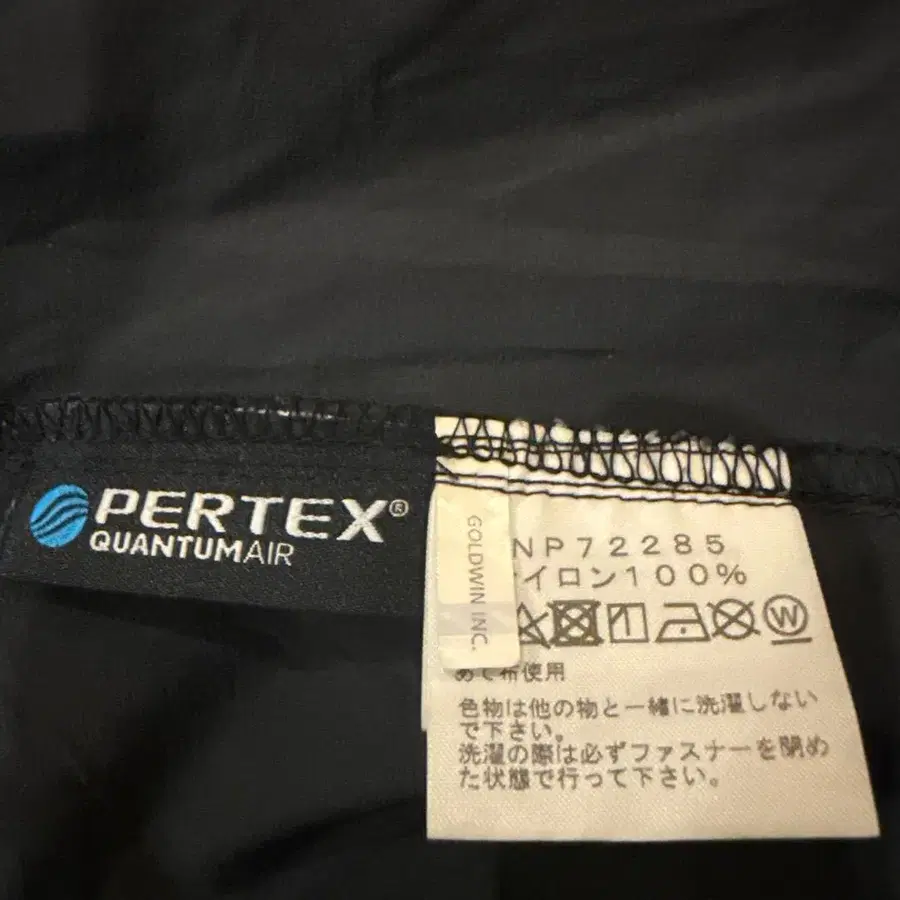 PERTEX®
QUANTUMAIR
GOLDWIN INC.
NP72285
イロン100%
W
あて布使用
色物は他の物と一緒に洗濯しない
で下さい。
洗濯の際は必ずファスナーを閉め
た状態で行って下さい。